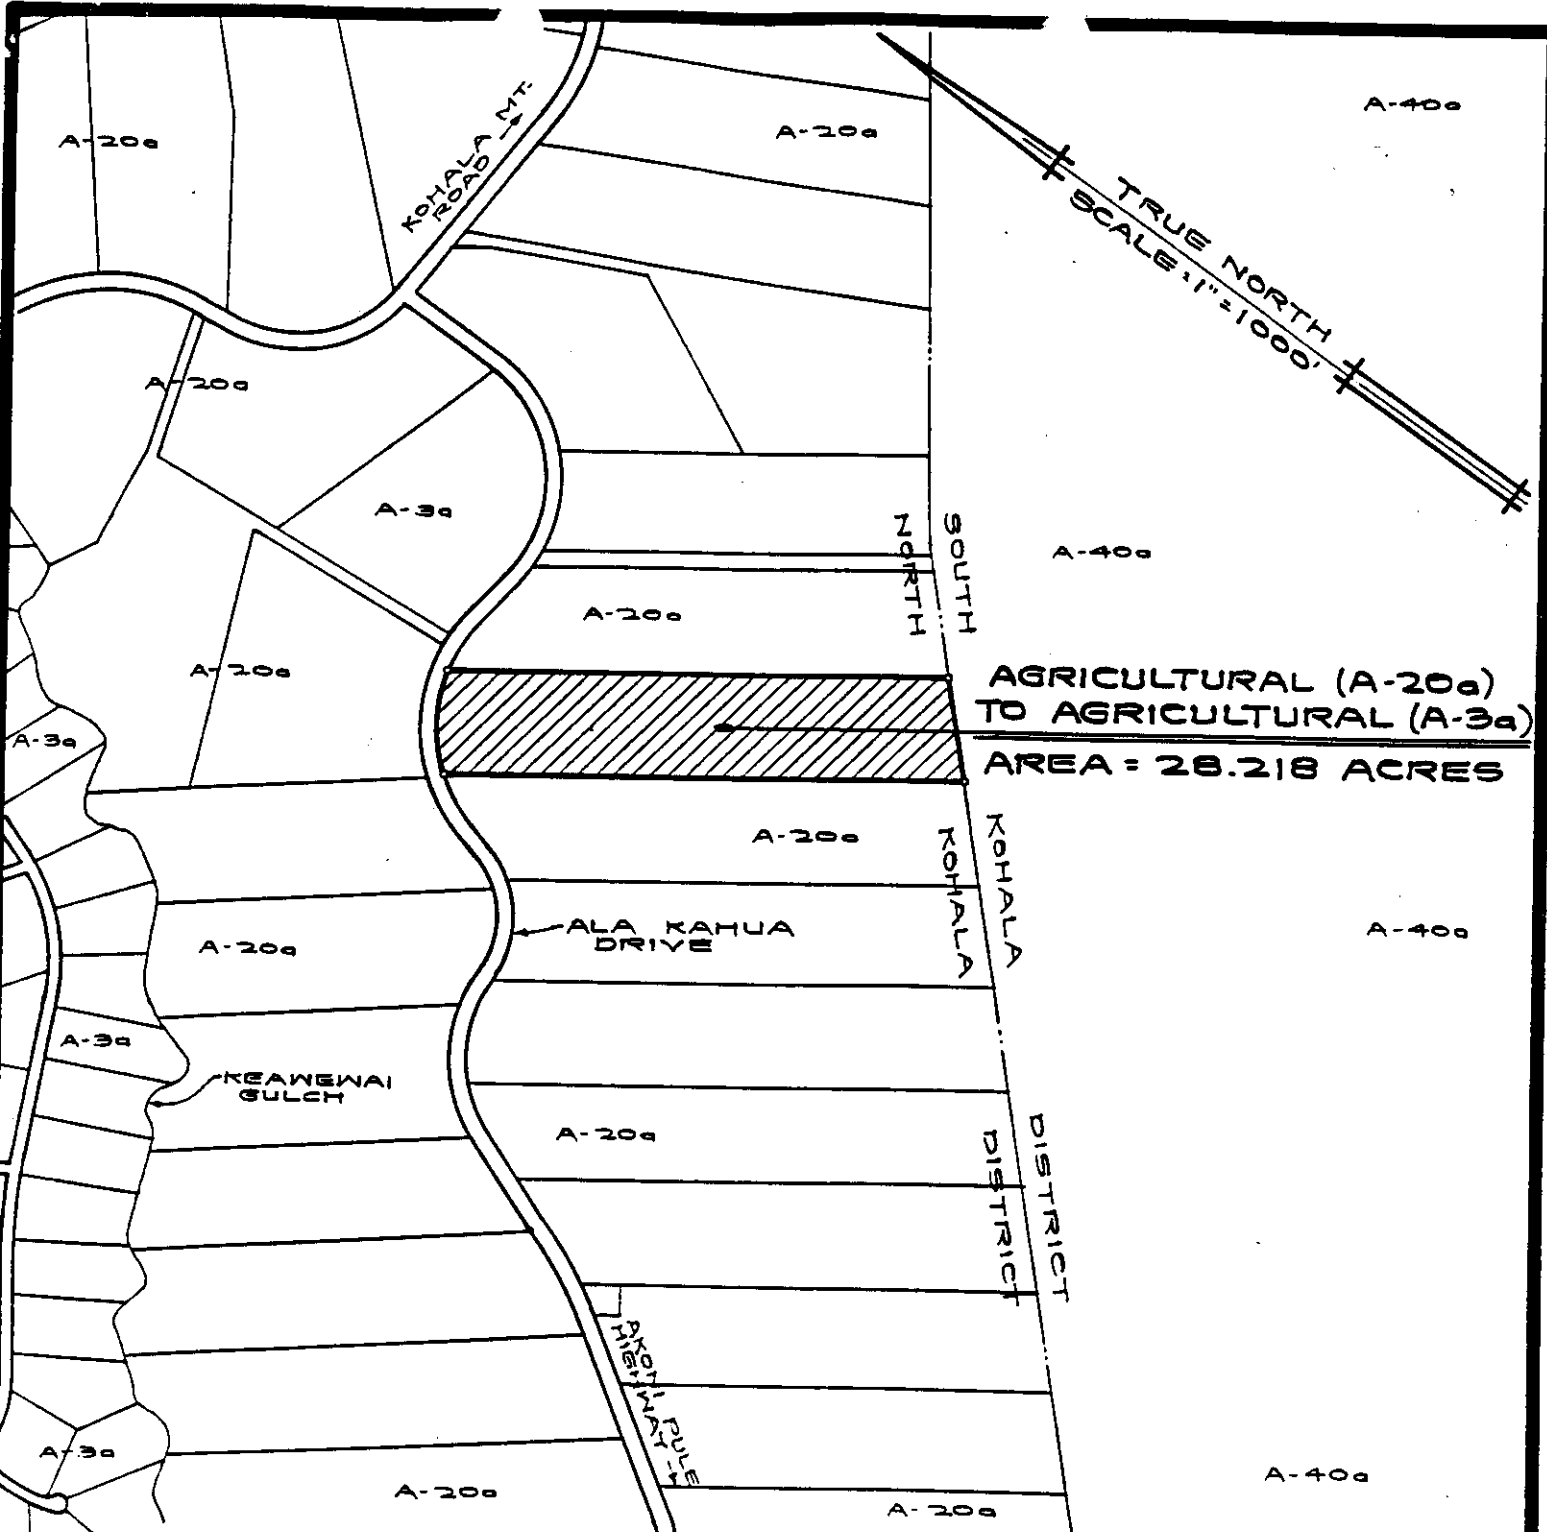 A-20a
KOHALA MT.
ROAD
A-20a
A-40a
TRUE NORTH
SCALE: 1" = 1000'
A-20a
A-3a
NORTH
SOUTH
A-40a
A-20a
A-20a
AGRICULTURAL (A-20a)
TO AGRICULTURAL (A-3a)
AREA = 28.218 ACRES
A-3a
A-20a
KOHALA
KOHALA
A-20a
ALA KAHUA
DRIVE
A-40a
A-3a
KEAWEWAI
GULCH
A-20a
DISTRICT
DISTRICT
AKONI PULE
HIGHWAY
A-3a
A-20a
A-20a
A-40a